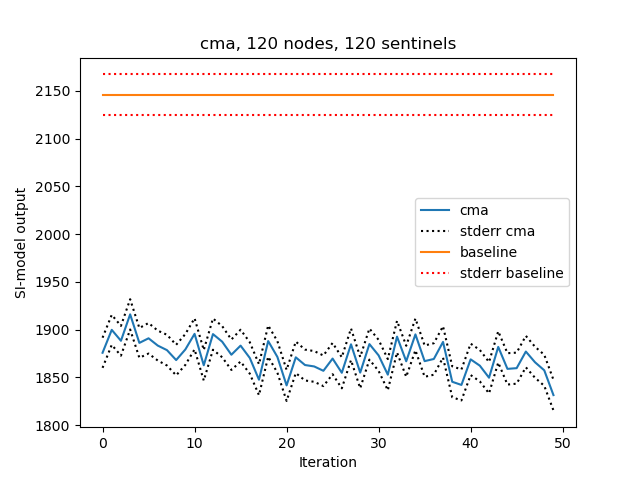 cma, 120 nodes, 120 sentinels
SI-model output
2150
2100
2050
2000
1950
1900
1850
1800
cma
stderr cma
baseline
stderr baseline
0 10 20 30 40 50
Iteration